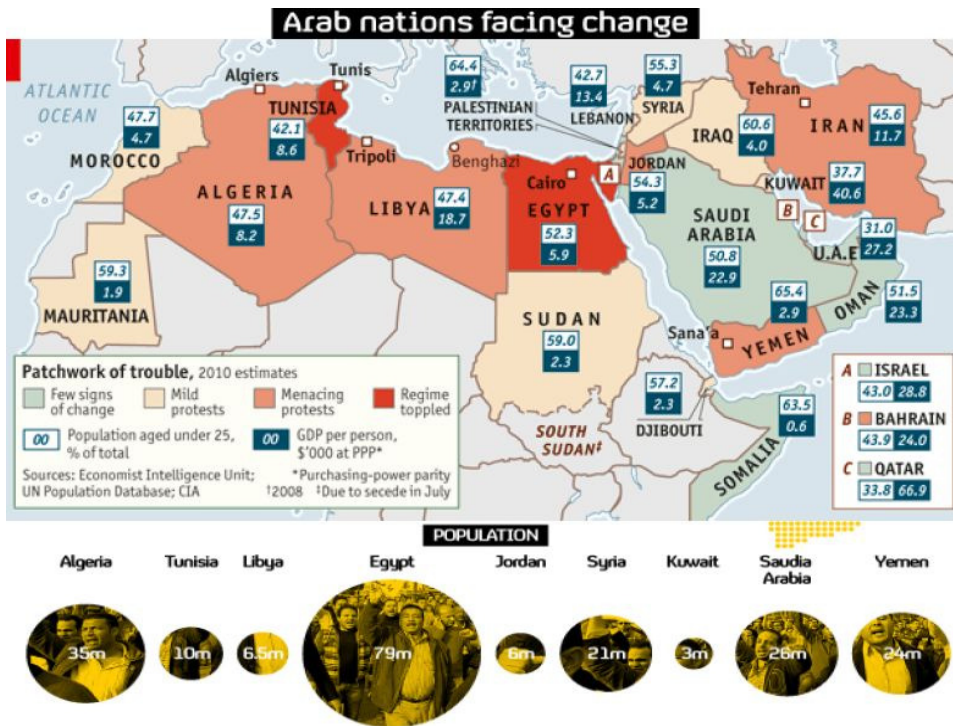 Arab nations facing change
ATLANTIC
OCEAN
Algiers
Tunis
TUNISIA
42.1
8.6
64.4
2.9†
PALESTINIAN
TERRITORIES
42.7
13.4
LEBANON
55.3
4.7
SYRIA
Tehran
IRAN
45.6
11.7
47.7
4.7
MOROCCO
ALGERIA
47.5
8.2
Tripoli
LIBYA
47.4
18.7
Benghazi
Cairo
EGYPT
52.3
5.9
A
JORDAN
54.3
5.2
IRAQ
60.6
4.0
KUWAIT
37.7
40.6
B
C
SAUDI
ARABIA
50.8
22.9
U.A.E
31.0
27.2
OMAN
51.5
23.3
59.3
1.9
MAURITANIA
SUDAN
59.0
2.3
Sana'a
65.4
2.9
YEMEN
57.2
2.3
DJIBOUTI
63.5
0.6
SOMALIA
SOUTH
SUDAN‡
Patchwork of trouble, 2010 estimates
Few signs
of change
Mild
protests
Menacing
protests
Regime
toppled
00 Population aged under 25,
% of total
00 GDP per person,
$'000 at PPP*
Sources: Economist Intelligence Unit;
UN Population Database; CIA
*Purchasing-power parity
†2008 ‡Due to secede in July
A ISRAEL
43.0 28.8
B BAHRAIN
43.9 24.0
C QATAR
33.8 66.9
POPULATION
Algeria
Tunisia
Libya
Egypt
Jordan
Syria
Kuwait
Saudia
Arabia
Yemen
35m
10m
6.5m
79m
6m
21m
3m
26m
24m